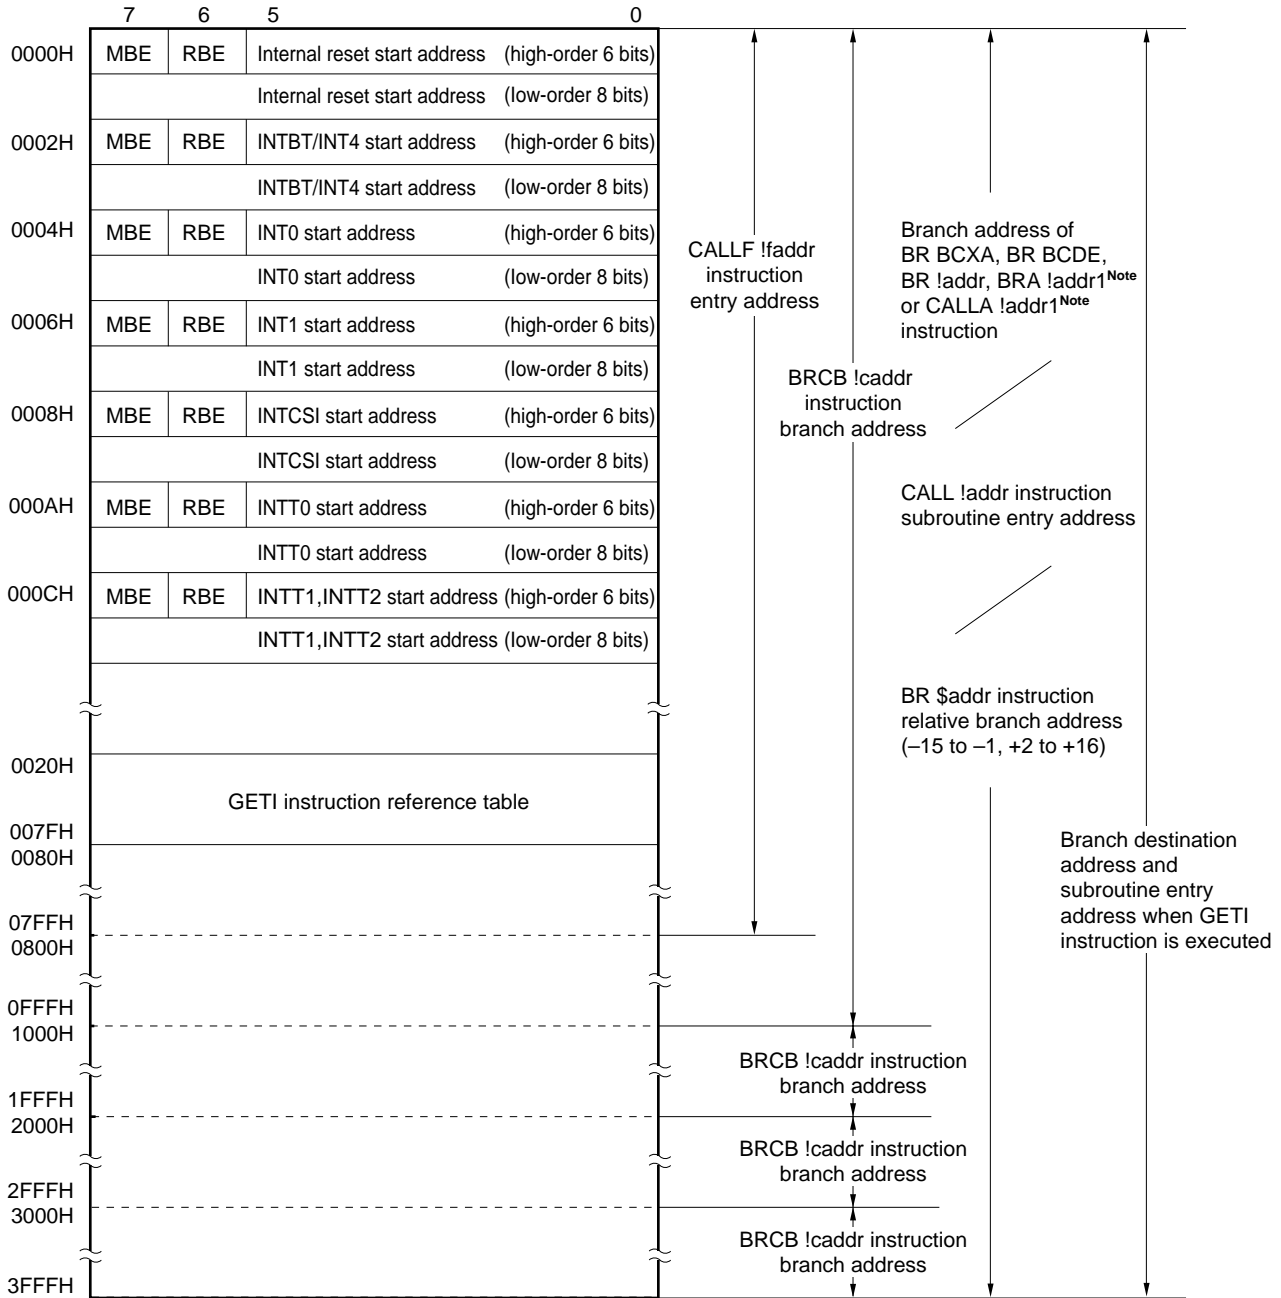 7 6 5 0
0000H MBE RBE Internal reset start address (high-order 6 bits)
Internal reset start address (low-order 8 bits)
0002H MBE RBE INTBT/INT4 start address (high-order 6 bits)
INTBT/INT4 start address (low-order 8 bits)
0004H MBE RBE INT0 start address (high-order 6 bits)
INT0 start address (low-order 8 bits)
0006H MBE RBE INT1 start address (high-order 6 bits)
INT1 start address (low-order 8 bits)
0008H MBE RBE INTCSI start address (high-order 6 bits)
INTCSI start address (low-order 8 bits)
000AH MBE RBE INTT0 start address (high-order 6 bits)
INTT0 start address (low-order 8 bits)
000CH MBE RBE INTT1,INTT2 start address (high-order 6 bits)
INTT1,INTT2 start address (low-order 8 bits)
0020H
GETI instruction reference table
007FH
0080H
07FFH
0800H
0FFFH
1000H
1FFFH
2000H
2FFFH
3000H
3FFFH
CALLF !faddr
instruction
entry address
BRCB !caddr
instruction
branch address
BRCB !caddr instruction
branch address
BRCB !caddr instruction
branch address
BRCB !caddr instruction
branch address
Branch address of
BR BCXA, BR BCDE,
BR !addr, BRA !addr1Note
or CALLA !addr1Note
instruction
CALL !addr instruction
subroutine entry address
BR $addr instruction
relative branch address
(–15 to –1, +2 to +16)
Branch destination
address and
subroutine entry
address when GETI
instruction is executed